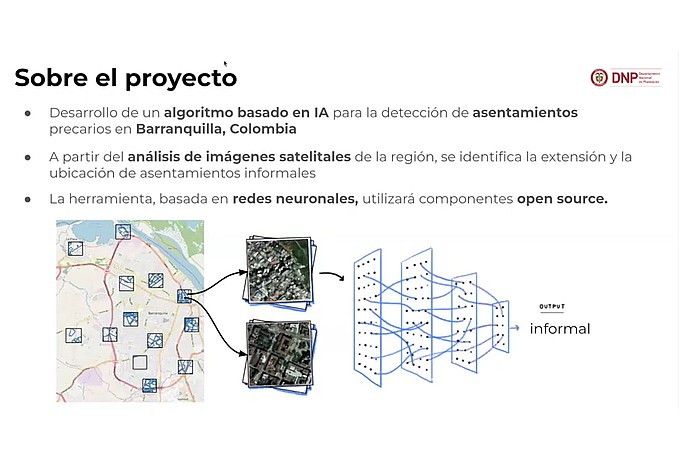 Sobre el proyecto
DNP
Departamento
Nacional
de Planeación
● Desarrollo de un algoritmo basado en IA para la detección de asentamientos
precarios en Barranquilla, Colombia
● A partir del análisis de imágenes satelitales de la región, se identifica la extensión y la
ubicación de asentamientos informales
● La herramienta, basada en redes neuronales, utilizará componentes open source.
Barranquilla
OUTPUT
informal